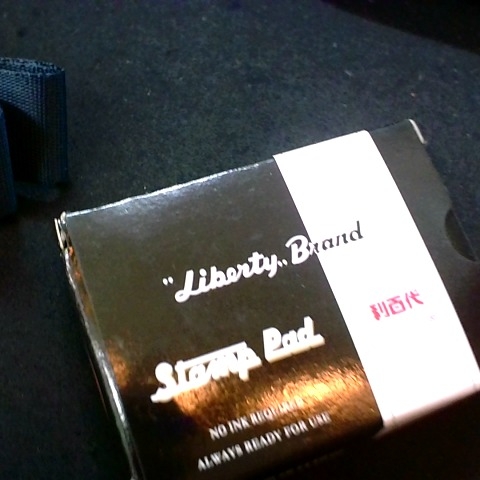 "Liberty" Brand
利百代
Stamp Pad
NO INK REQUIRED
ALWAYS READY FOR USE